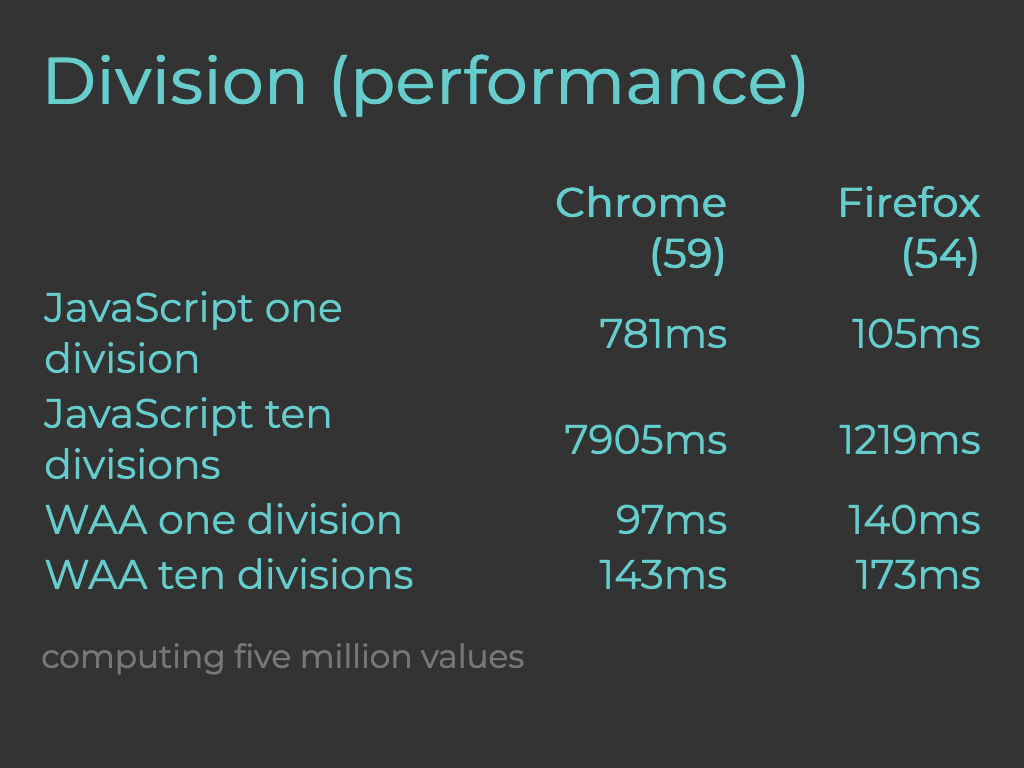 Division (performance)
Chrome Firefox
(59) (54)
JavaScript one
division
781ms 105ms
JavaScript ten
divisions
7905ms 1219ms
WAA one division 97ms 140ms
WAA ten divisions 143ms 173ms
computing five million values